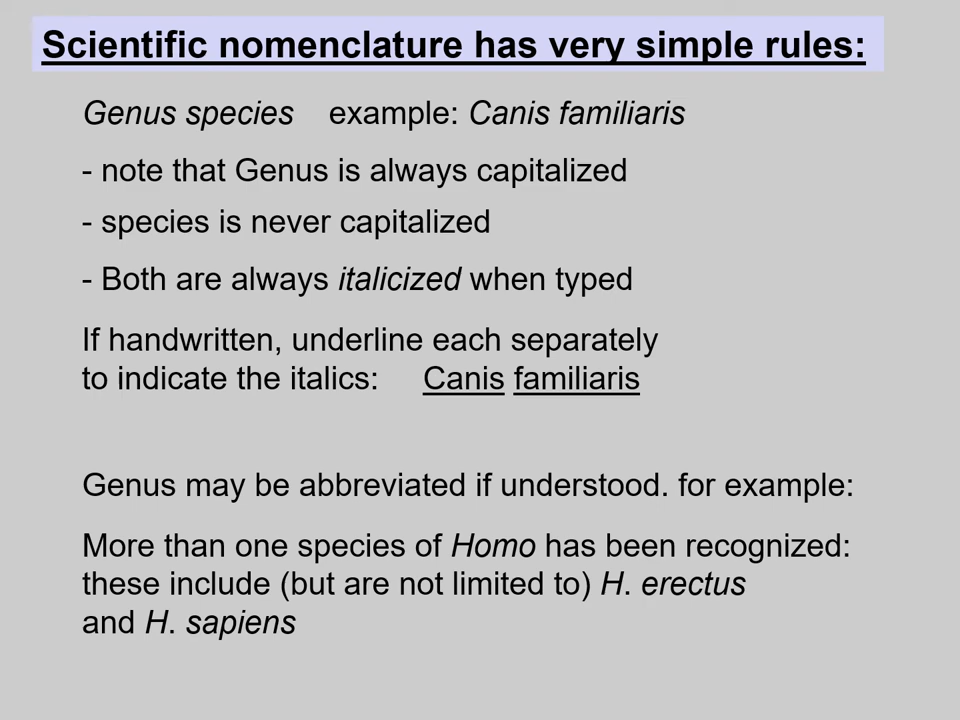 Scientific nomenclature has very simple rules:
Genus species example: Canis familiaris
- note that Genus is always capitalized
- species is never capitalized
- Both are always italicized when typed
If handwritten, underline each separately
to indicate the italics: Canis familiaris
Genus may be abbreviated if understood. for example:
More than one species of Homo has been recognized:
these include (but are not limited to) H. erectus
and H. sapiens